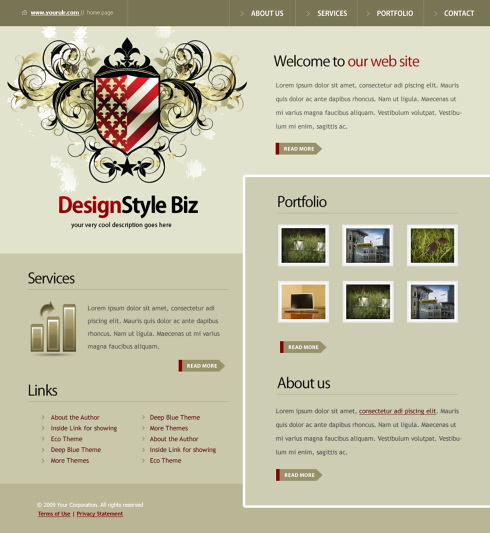 www.yoursite.com // home page
ABOUT US
SERVICES
PORTFOLIO
CONTACT
DesignStyle Biz
your very cool description goes here
Welcome to our web site
Lorem ipsum dolor sit amet, consectetur adi piscing elit. Mauris
quis dolor ac ante dapibus rhoncus. Nam ut ligula. Maecenas ut
mi varius magna faucibus aliquam. Vestibulum volutpat. Vestibu-
lum mi enim, sagittis ac.
READ MORE
Portfolio
READ MORE
About us
Lorem ipsum dolor sit amet, consectetur adi piscing elit. Mauris
quis dolor ac ante dapibus rhoncus. Nam ut ligula. Maecenas ut
mi varius magna faucibus aliquam. Vestibulum volutpat. Vestibu-
lum mi enim, sagittis ac.
READ MORE
Services
Lorem ipsum dolor sit amet, consectetur adi
piscing elit. Mauris quis dolor ac ante dapibus
rhoncus. Nam ut ligula. Maecenas ut mi varius
magna faucibus aliquam.
READ MORE
Links
About the Author
Inside Link for showing
Eco Theme
Deep Blue Theme
More Themes
Deep Blue Theme
More Themes
About the Author
Inside Link for showing
Eco Theme
© 2009 Your Corporation. All rights reserved
Terms of Use | Privacy Statement